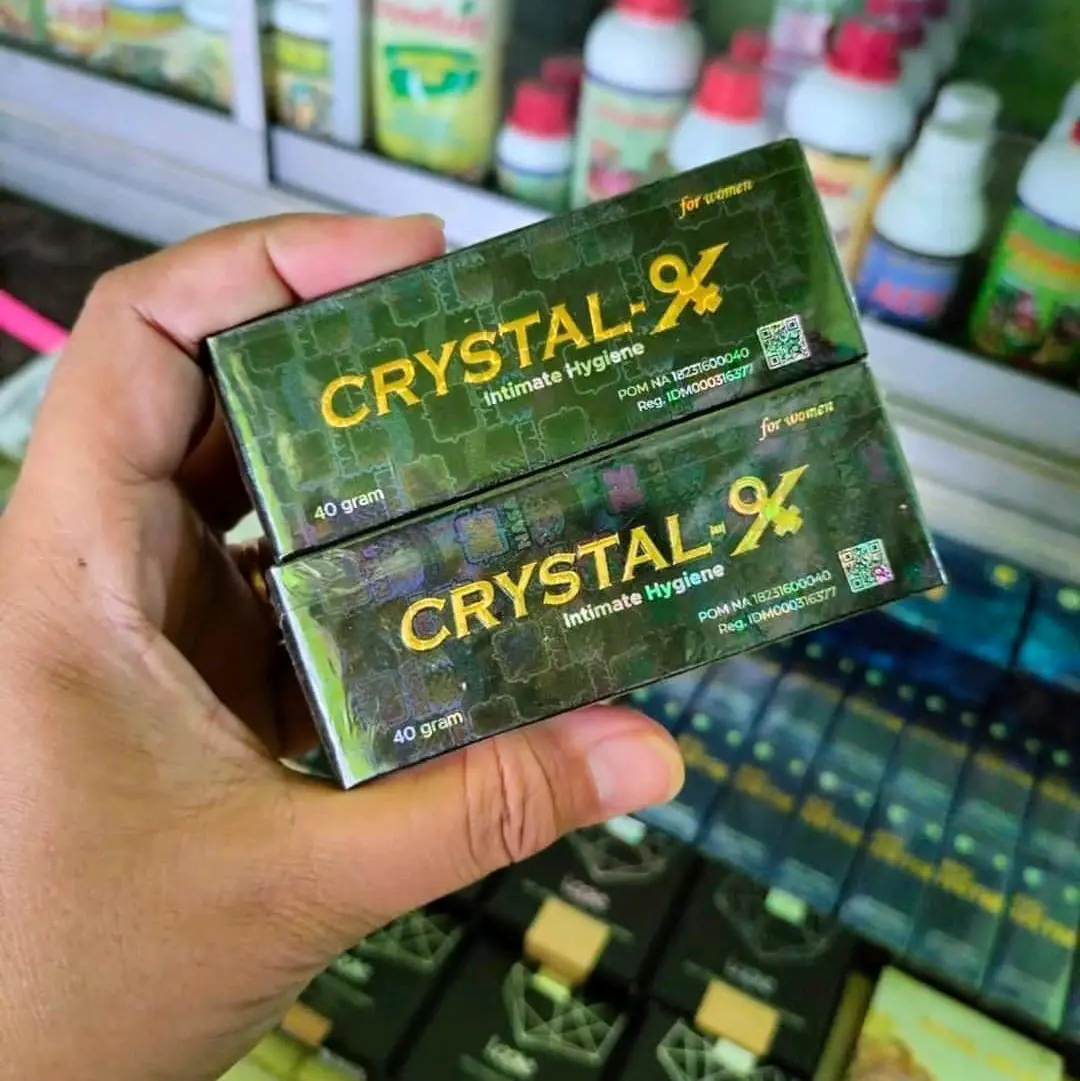 for women
CRYSTAL-X
Intimate Hygiene
POM NA 18231600040
Reg. IDM000316377
40 gram
for women
CRYSTAL-X
Intimate Hygiene
POM NA 18231600040
Reg. IDM000316377
40 gram
NASA